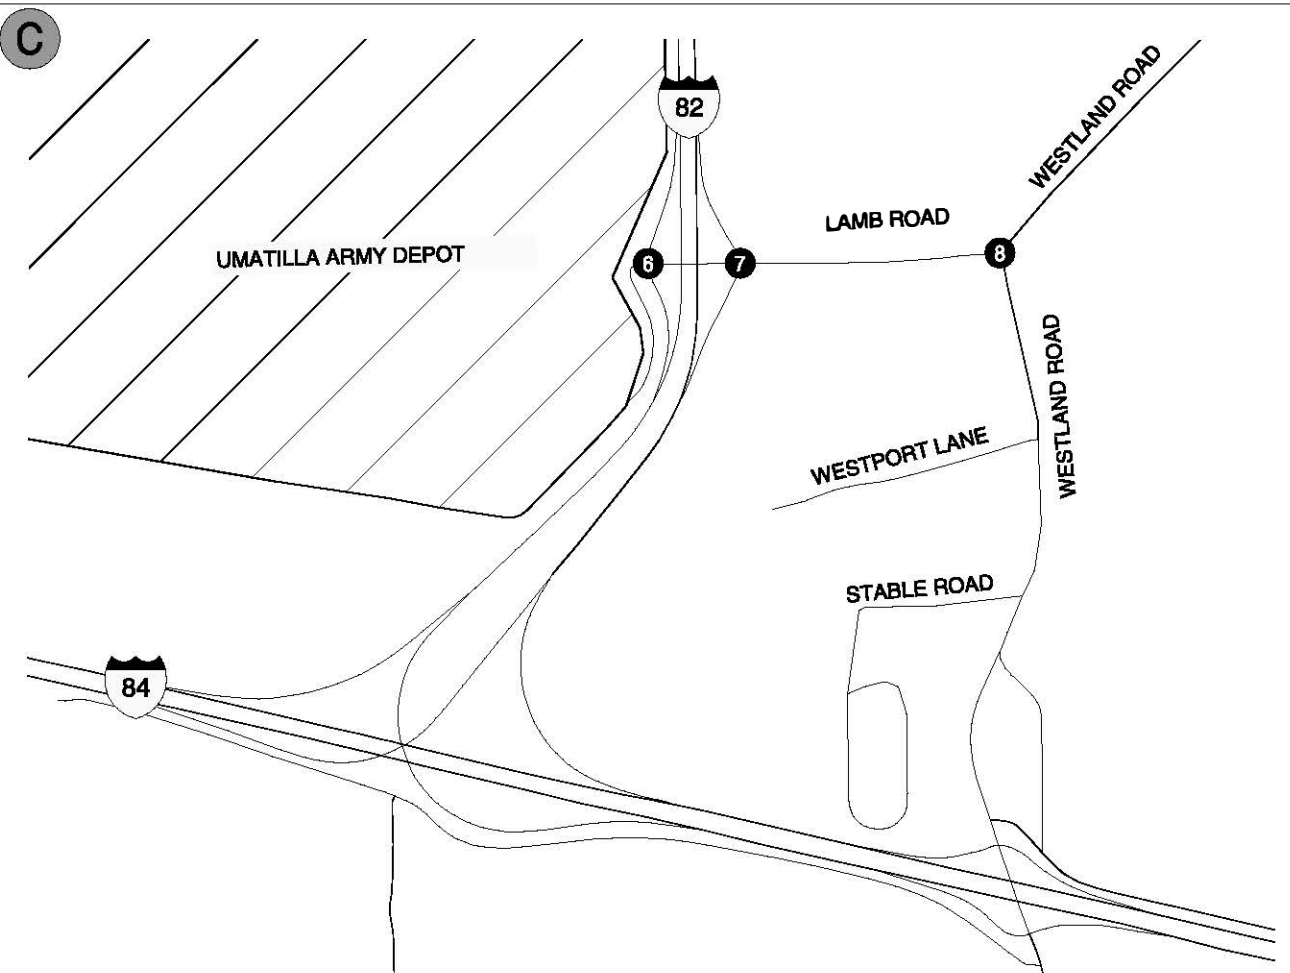 C
82
WESTLAND ROAD
LAMB ROAD
UMATILLA ARMY DEPOT
6
7
8
WESTLAND ROAD
WESTPORT LANE
STABLE ROAD
84